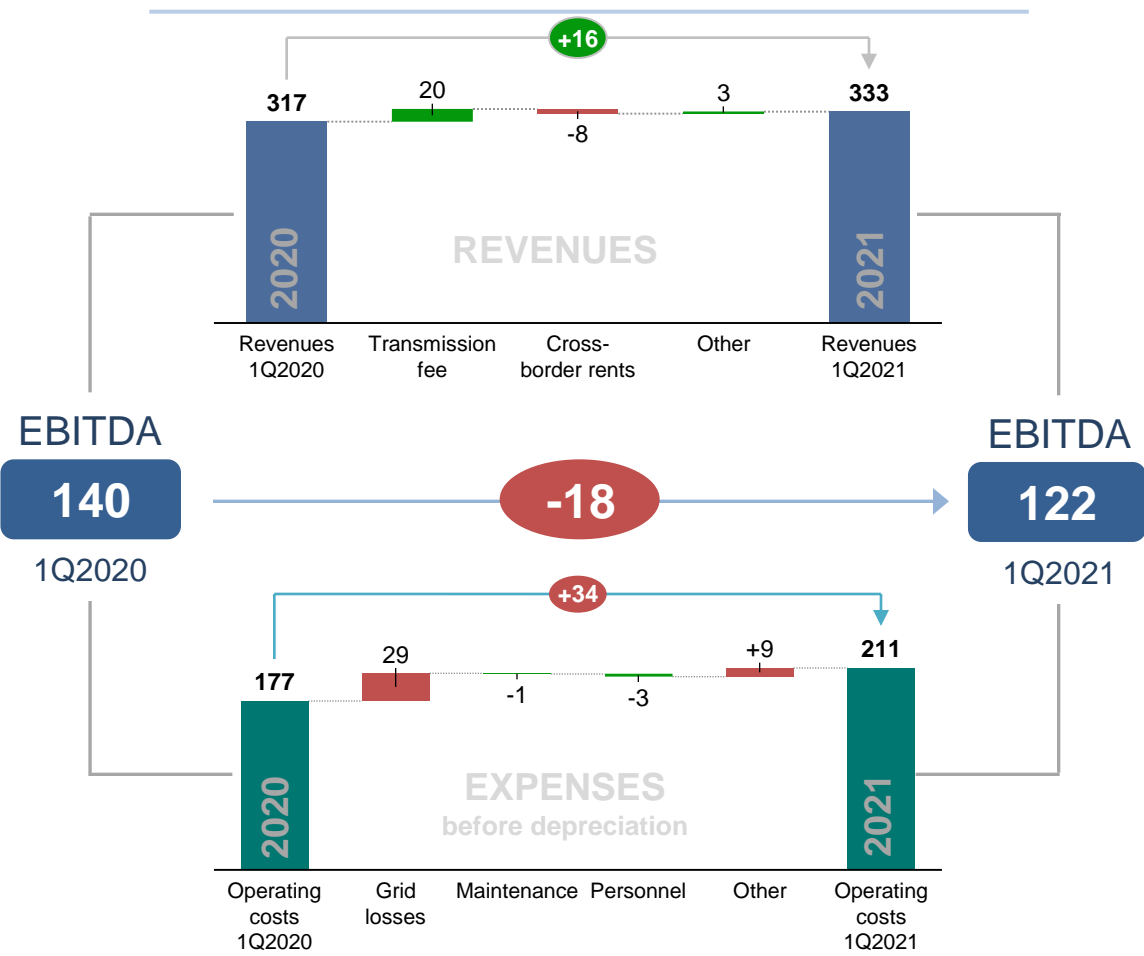 +16
317
20
-8
3
333
2020
REVENUES
2021
Revenues
1Q2020
Transmission
fee
Cross-
border rents
Other
Revenues
1Q2021
EBITDA
140
1Q2020
-18
EBITDA
122
1Q2021
+34
177
29
-1
-3
+9
211
2020
EXPENSES
before depreciation
2021
Operating
costs
1Q2020
Grid
losses
Maintenance
Personnel
Other
Operating
costs
1Q2021